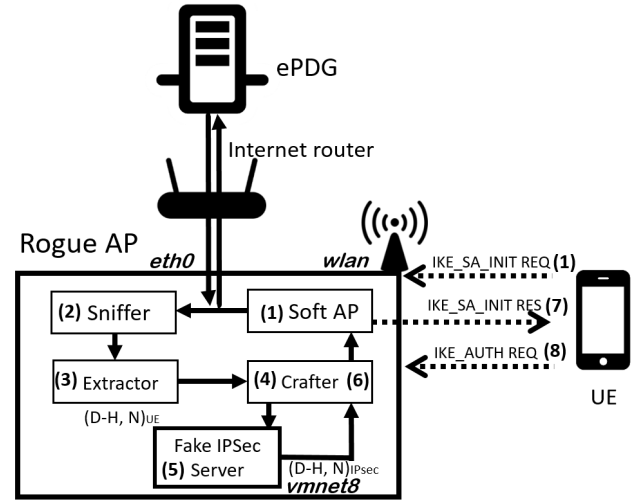 ePDG
Internet router
Rogue AP
eth0
wlan
IKE_SA_INIT REQ (1)
(2) Sniffer
(1) Soft AP
IKE_SA_INIT RES (7)
(3) Extractor
(4) Crafter (6)
IKE_AUTH REQ (8)
UE
(D-H, N)UE
Fake IPSec
(5) Server
(D-H, N)IPsec
vmnet8